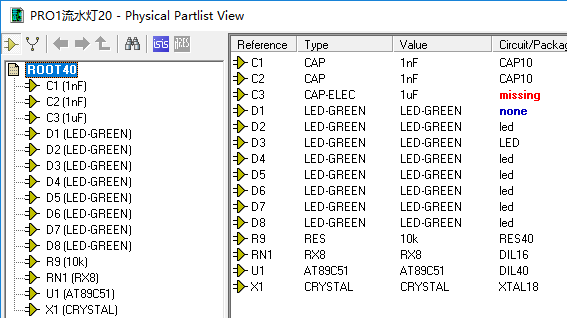 PRO1流水灯20 - Physical Partlist View
isis ARES
ROOT40
C1 (1nF)
C2 (1nF)
C3 (1uF)
D1 (LED-GREEN)
D2 (LED-GREEN)
D3 (LED-GREEN)
D4 (LED-GREEN)
D5 (LED-GREEN)
D6 (LED-GREEN)
D7 (LED-GREEN)
D8 (LED-GREEN)
R9 (10k)
RN1 (RX8)
U1 (AT89C51)
X1 (CRYSTAL)
Reference Type Value Circuit/Packag
C1 CAP 1nF CAP10
C2 CAP 1nF CAP10
C3 CAP-ELEC 1uF missing
D1 LED-GREEN LED-GREEN none
D2 LED-GREEN LED-GREEN led
D3 LED-GREEN LED-GREEN LED
D4 LED-GREEN LED-GREEN led
D5 LED-GREEN LED-GREEN led
D6 LED-GREEN LED-GREEN led
D7 LED-GREEN LED-GREEN led
D8 LED-GREEN LED-GREEN led
R9 RES 10k RES40
RN1 RX8 RX8 DIL16
U1 AT89C51 AT89C51 DIL40
X1 CRYSTAL CRYSTAL XTAL18